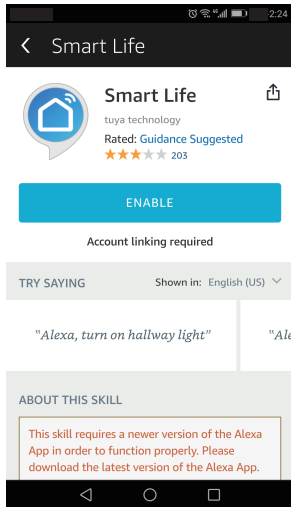 2:24
Smart Life
Smart Life
tuya technology
Rated: Guidance Suggested
203
ENABLE
Account linking required
TRY SAYING Shown in: English (US)
"Alexa, turn on hallway light" "Ale
ABOUT THIS SKILL
This skill requires a newer version of the Alexa
App in order to function properly. Please
download the latest version of the Alexa App.